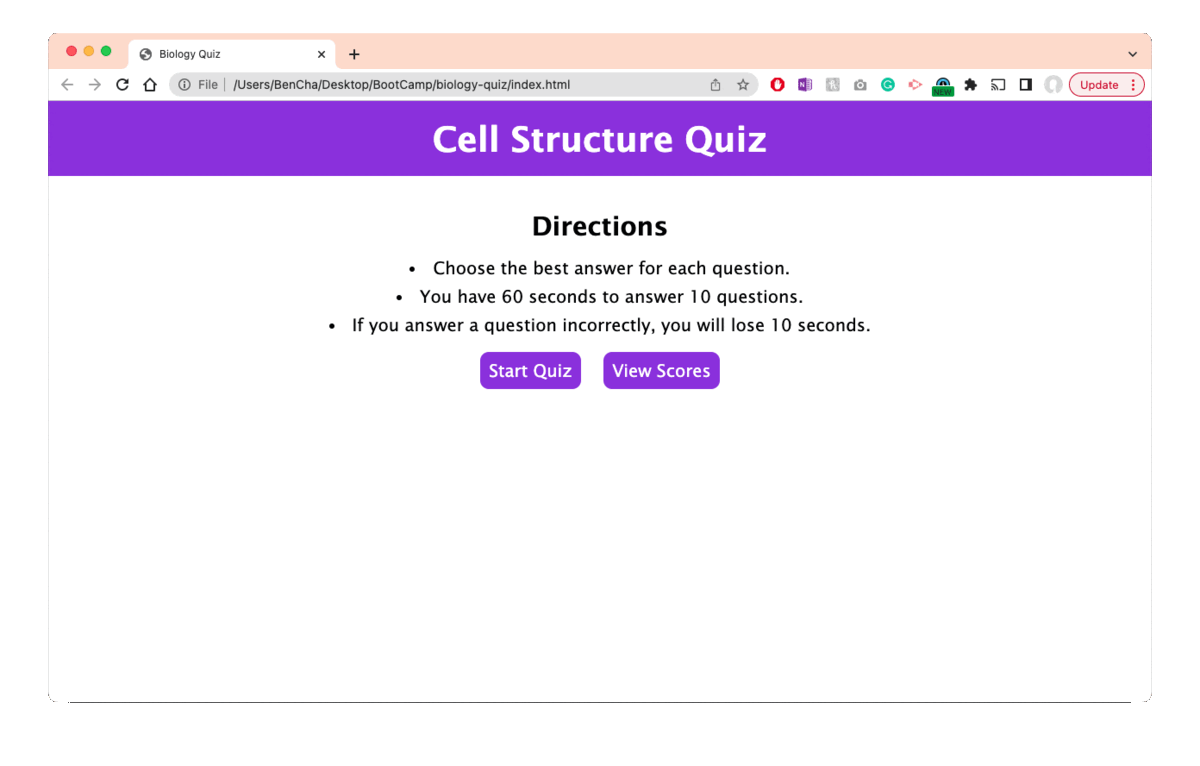 Biology Quiz
File /Users/BenCha/Desktop/BootCamp/biology-quiz/index.html
NEW
Update
Cell Structure Quiz
Directions
• Choose the best answer for each question.
• You have 60 seconds to answer 10 questions.
• If you answer a question incorrectly, you will lose 10 seconds.
Start Quiz View Scores